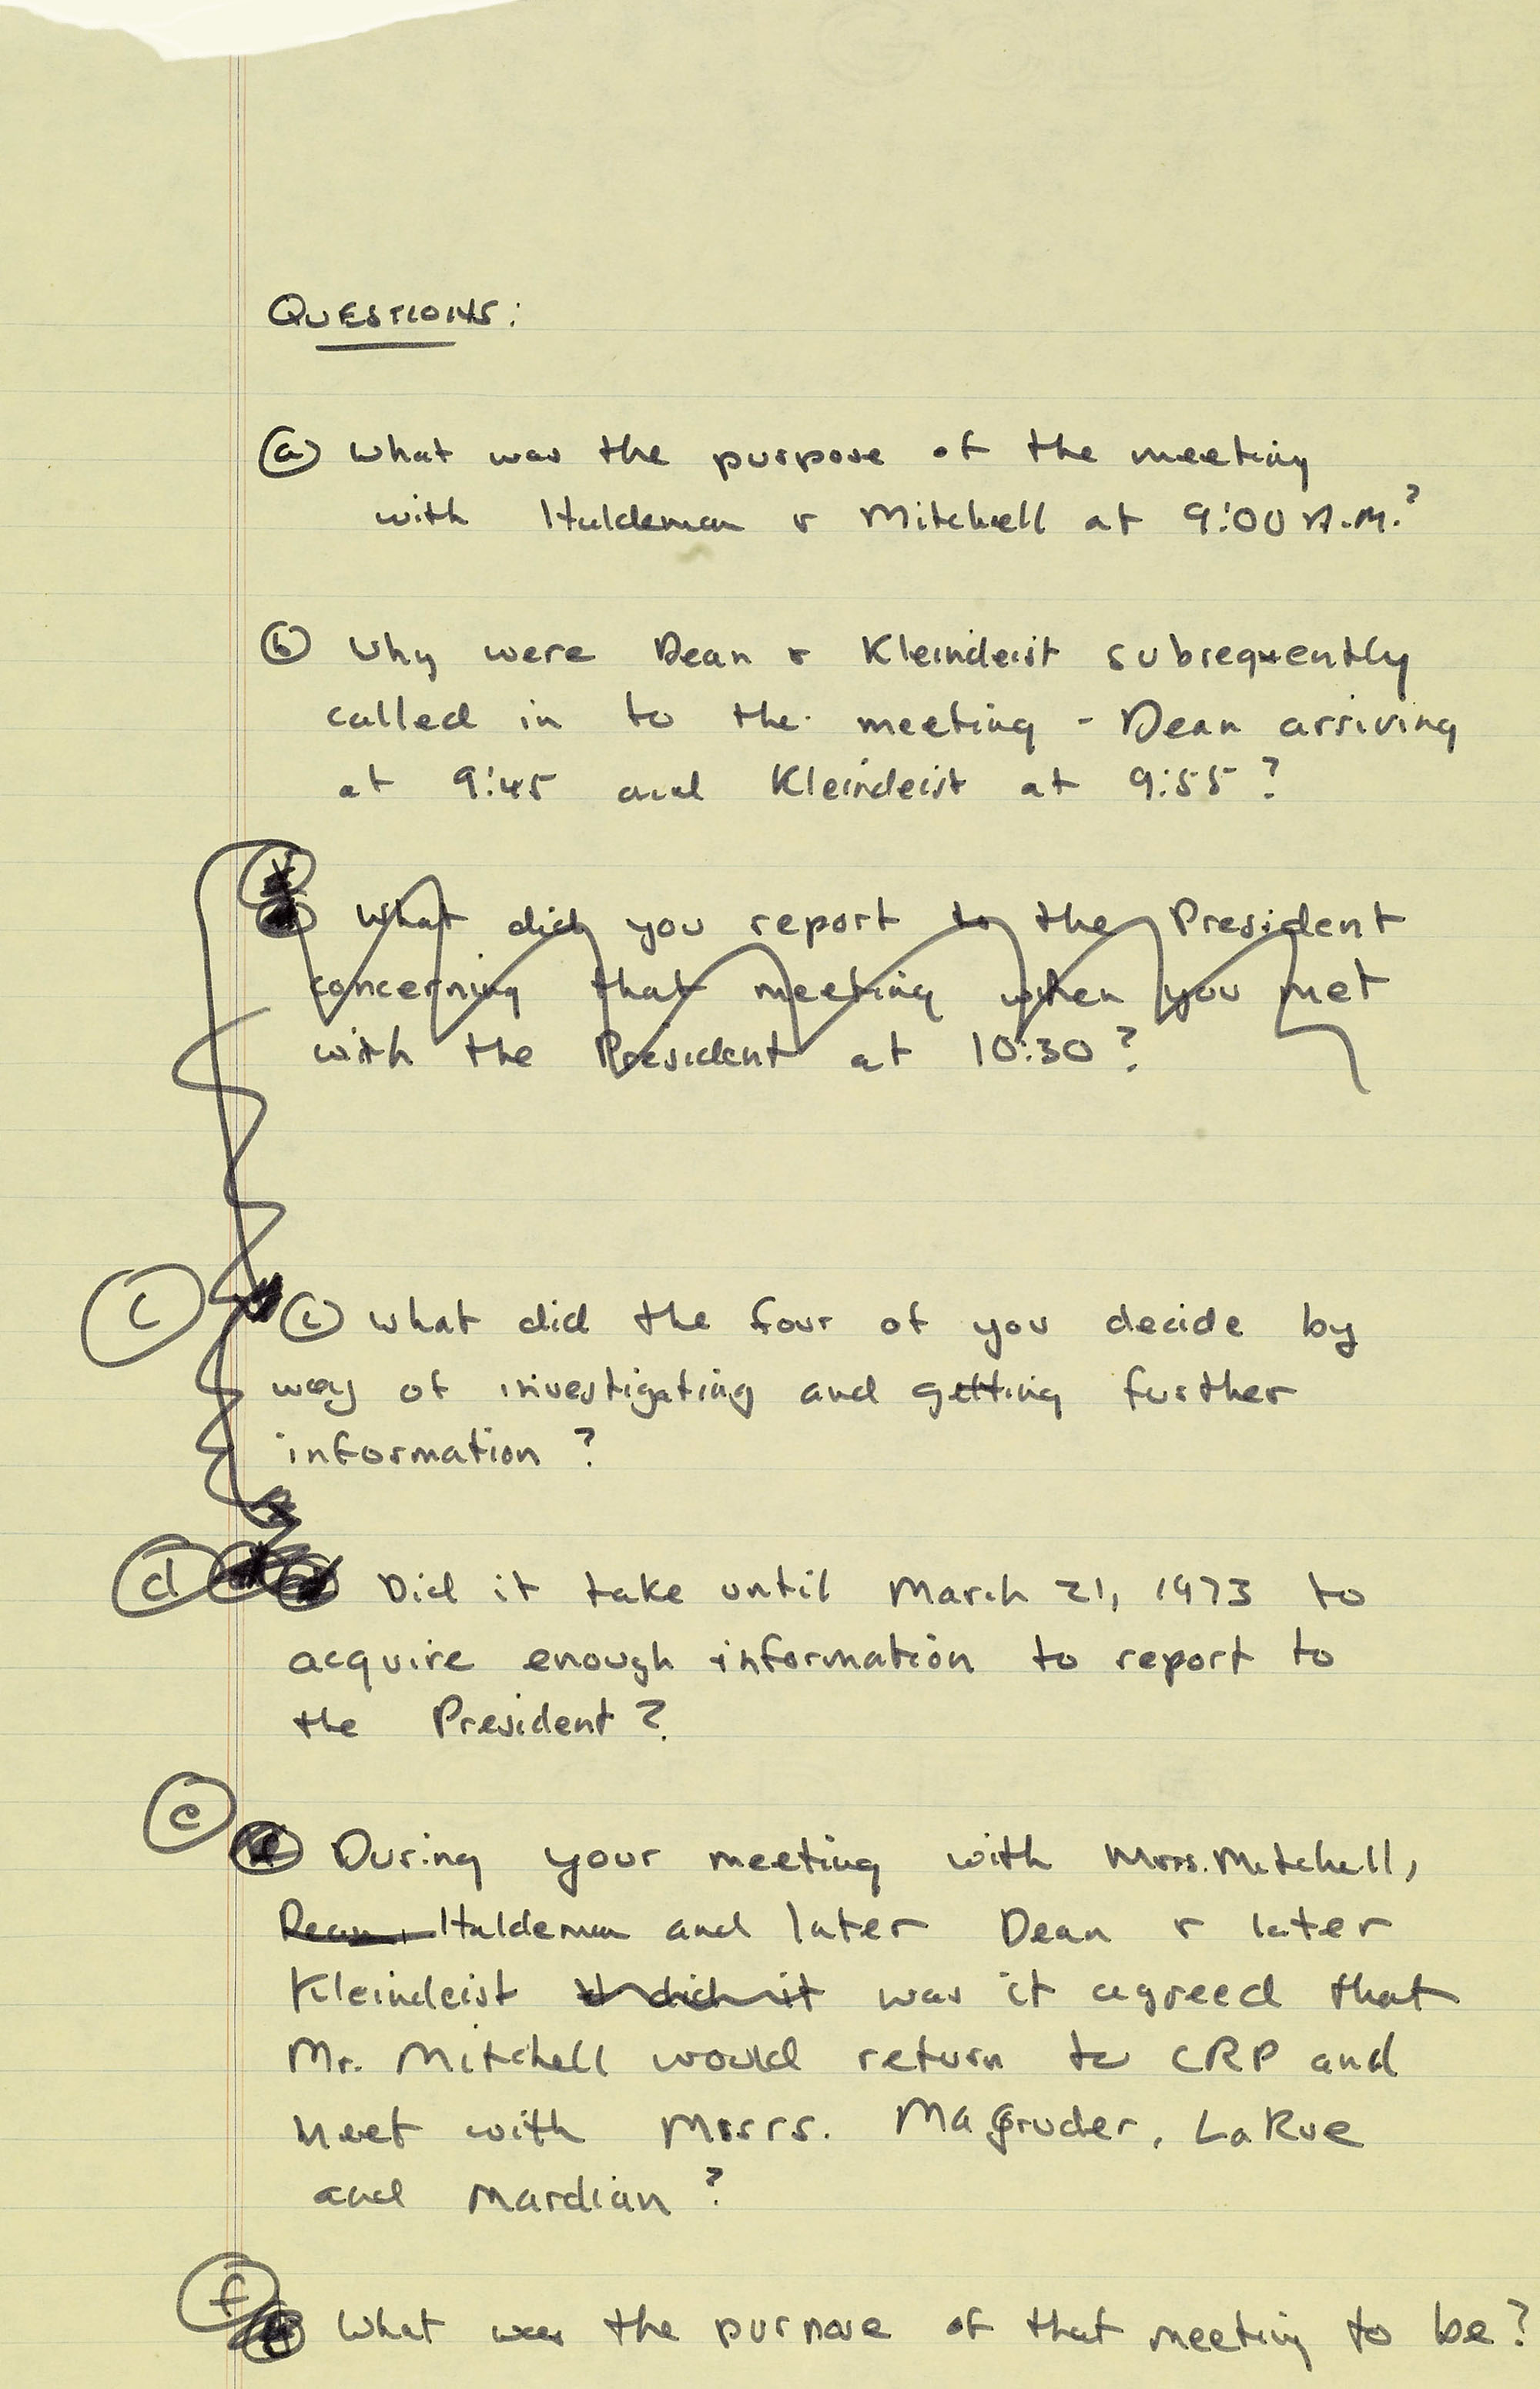 QUESTIONS:
(a) What was the purpose of the meeting
with Haldeman & Mitchell at 9:00 A.M.?
(b) Why were Dean & Kleindeist subsequently
called in to the meeting - Dean arriving
at 9:45 and Kleindeist at 9:55?
What did you report to the President
concerning that meeting when you met
with the President at 10:30?
(c) (c) What did the four of you decide by
way of investigating and getting further
information?
(d) Did it take until March 21, 1973 to
acquire enough information to report to
the President?
(e) During your meeting with Mssrs. Mitchell,
Dean, Haldeman and later Dean & later
Kleindeist did it was it agreed that
Mr. Mitchell would return to CRP and
meet with Mssrs. Magruder, LaRue
and Mardian?
(f) What was the purpose of that meeting to be?